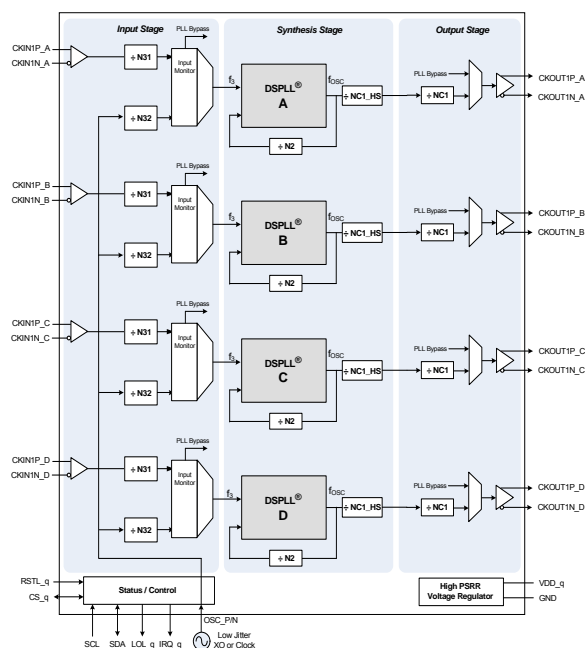 Input Stage
Synthesis Stage
Output Stage
CKIN1P_A
CKIN1N_A
÷ N31
÷ N32
PLL Bypass
Input
Monitor
f3
DSPLL®
A
fOSC
÷ NC1_HS
÷ N2
PLL Bypass
÷ NC1
CKOUT1P_A
CKOUT1N_A
CKIN1P_B
CKIN1N_B
÷ N31
÷ N32
PLL Bypass
Input
Monitor
f3
DSPLL®
B
fOSC
÷ NC1_HS
÷ N2
PLL Bypass
÷ NC1
CKOUT1P_B
CKOUT1N_B
CKIN1P_C
CKIN1N_C
÷ N31
÷ N32
PLL Bypass
Input
Monitor
f3
DSPLL®
C
fOSC
÷ NC1_HS
÷ N2
PLL Bypass
÷ NC1
CKOUT1P_C
CKOUT1N_C
CKIN1P_D
CKIN1N_D
÷ N31
÷ N32
PLL Bypass
Input
Monitor
f3
DSPLL®
D
fOSC
÷ NC1_HS
÷ N2
PLL Bypass
÷ NC1
CKOUT1P_D
CKOUT1N_D
RSTL_q
CS_q
Status / Control
High PSRR
Voltage Regulator
VDD_q
GND
OSC_P/N
SCL
SDA
LOL_q
IRQ_q
Low Jitter
XO or Clock